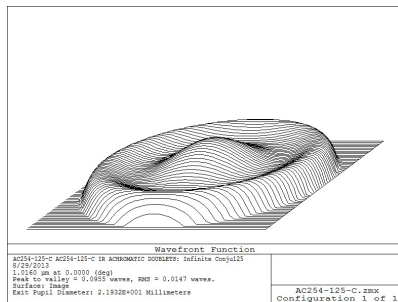 Wavefront Function
AC254-125-C AC254-125-C IR ACHROMATIC DOUBLETS: Infinite Conju125
8/29/2013
1.0160 µm at 0.0000 (deg)
Peak to valley = 0.0955 waves, RMS = 0.0147 waves.
Surface: Image
Exit Pupil Diameter: 2.1932E+001 Millimeters
AC254-125-C.zmx
Configuration 1 of 1